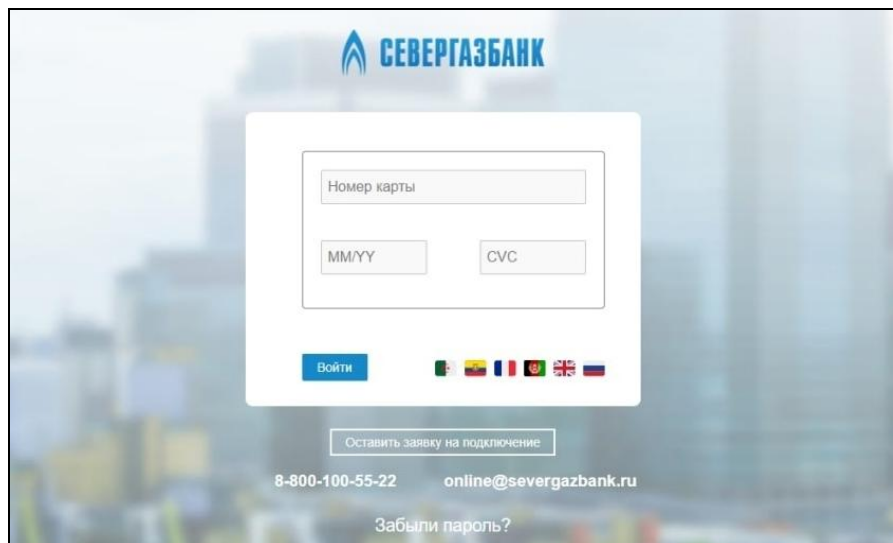 СЕВЕРГАЗБАНК
Номер карты
MM/YY CVC
Войти
Оставить заявку на подключение
8-800-100-55-22 online@severgazbank.ru
Забыли пароль?